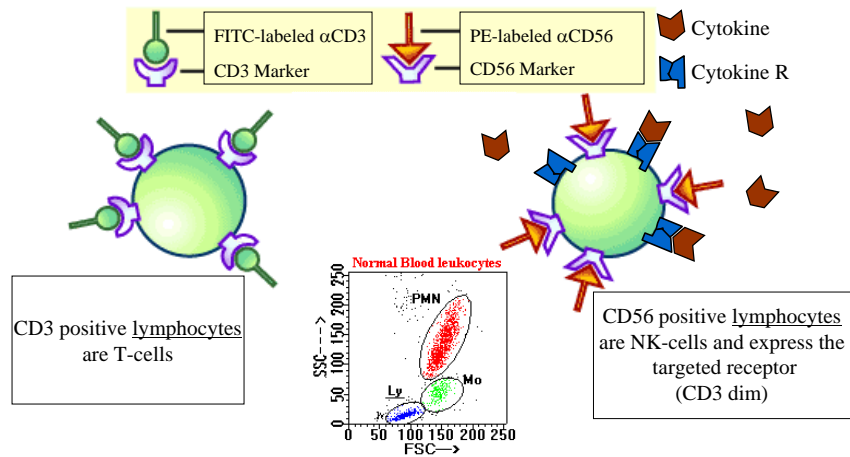 FITC-labeled αCD3
CD3 Marker
PE-labeled αCD56
CD56 Marker
Cytokine
Cytokine R
CD3 positive lymphocytes
are T-cells
Normal Blood leukocytes
PMN
Mo
Ly
SSC---->
250
200
150
100
50
0
0 50 100 150 200 250
FSC—>
CD56 positive lymphocytes
are NK-cells and express the
targeted receptor
(CD3 dim)